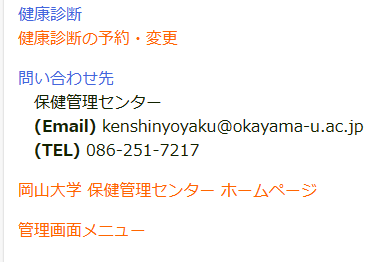 健康診断
健康診断の予約・変更
問い合わせ先
保健管理センター
(Email) kenshinyoyaku@okayama-u.ac.jp
(TEL) 086-251-7217
岡山大学 保健管理センター ホームページ
管理画面メニュー